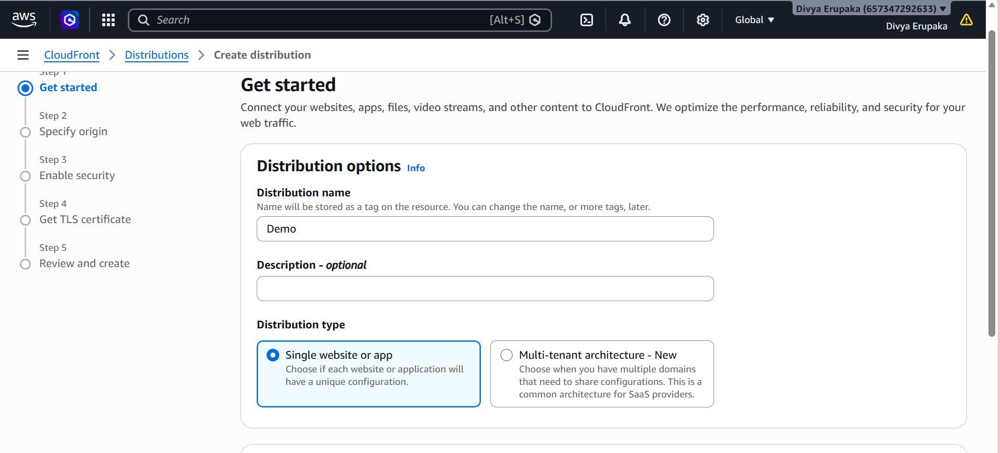 aws
Search
[Alt+S]
Global
Divya Erupaka (657347292633)
Divya Erupaka
CloudFront
Distributions
Create distribution
Step 1
Get started
Step 2
Specify origin
Step 3
Enable security
Step 4
Get TLS certificate
Step 5
Review and create
Get started
Connect your websites, apps, files, video streams, and other content to CloudFront. We optimize the performance, reliability, and security for your
web traffic.
Distribution options Info
Distribution name
Name will be stored as a tag on the resource. You can change the name, or more tags, later.
Demo
Description - optional
Distribution type
Single website or app
Choose if each website or application will
have a unique configuration.
Multi-tenant architecture - New
Choose when you have multiple domains
that need to share configurations. This is a
common architecture for SaaS providers.